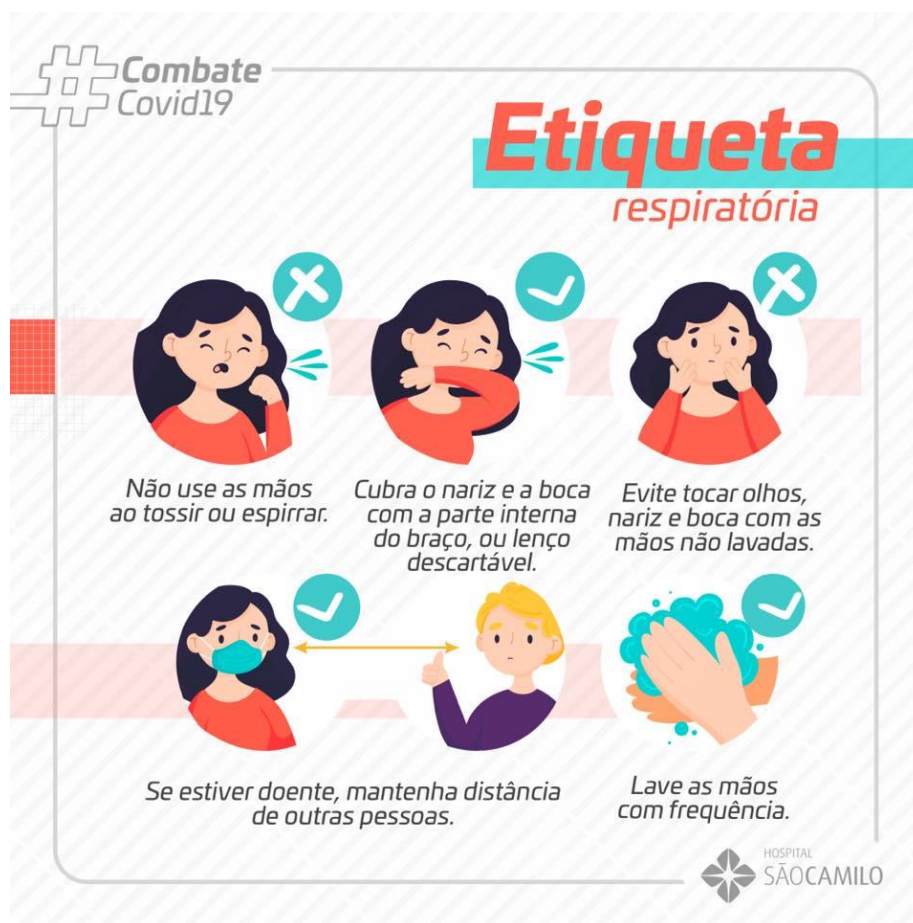 #Combate
Covid19
Etiqueta
respiratória
Não use as mãos
ao tossir ou espirrar.
Cubra o nariz e a boca
com a parte interna
do braço, ou lenço
descartável.
Evite tocar olhos,
nariz e boca com as
mãos não lavadas.
Se estiver doente, mantenha distância
de outras pessoas.
Lave as mãos
com frequência.
HOSPITAL
SÃOCAMILO